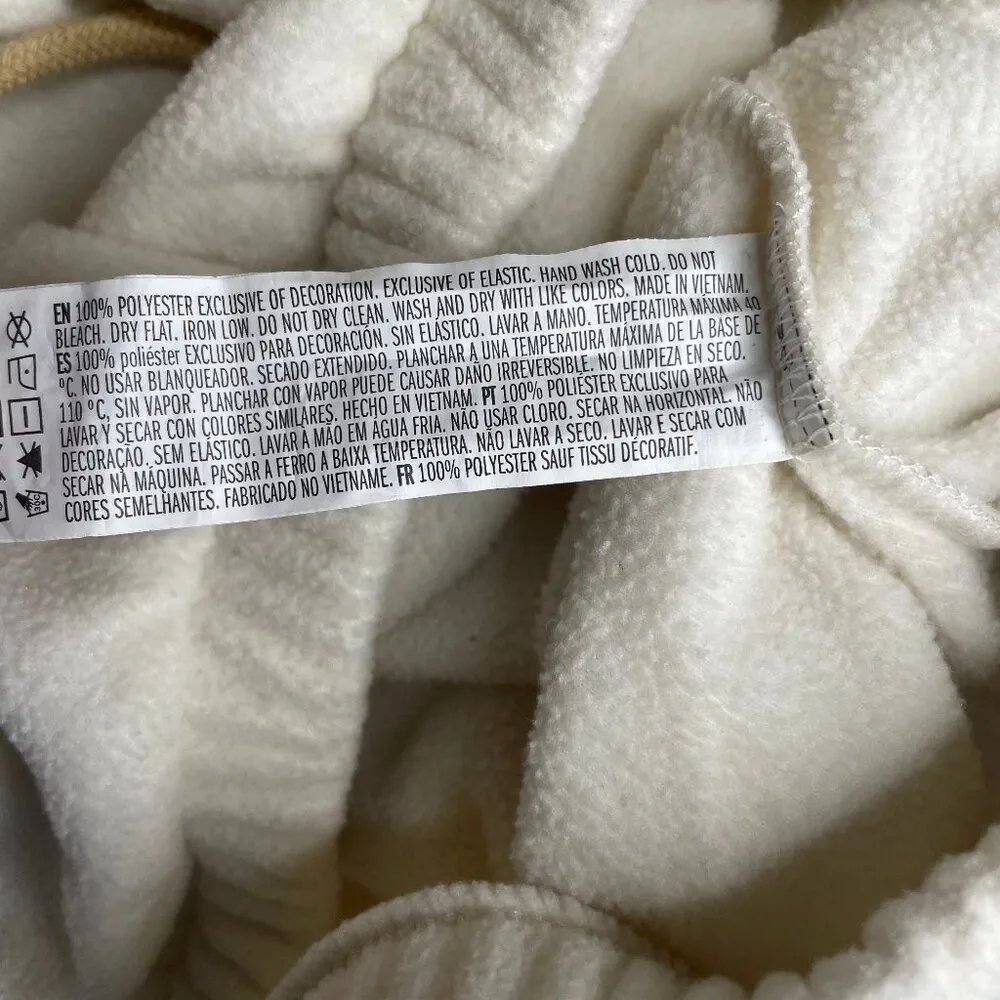 EN 100% POLYESTER EXCLUSIVE OF DECORATION. EXCLUSIVE OF ELASTIC. HAND WASH COLD. DO NOT
BLEACH. DRY FLAT. IRON LOW. DO NOT DRY CLEAN. WASH AND DRY WITH LIKE COLORS. MADE IN VIETNAM.
ES 100% poliéster EXCLUSIVO PARA DECORACIÓN. SIN ELÁSTICO. LAVAR A MANO. TEMPERATURA MÁXIMA 40
ºC. NO USAR BLANQUEADOR. SECADO EXTENDIDO. PLANCHAR A UNA TEMPERATURA MÁXIMA DE LA BASE DE
110 ºC, SIN VAPOR. PLANCHAR CON VAPOR PUEDE CAUSAR DAÑO IRREVERSIBLE. NO LIMPIEZA EN SECO.
LAVAR Y SECAR CON COLORES SIMILARES. HECHO EN VIETNAM. PT 100% POLIÉSTER EXCLUSIVO PARA
DECORAÇÃO. SEM ELÁSTICO. LAVAR À MÃO EM ÁGUA FRIA. NÃO USAR CLORO. SECAR NA HORIZONTAL. NÃO
SECAR NA MÁQUINA. PASSAR A FERRO A BAIXA TEMPERATURA. NÃO LAVAR A SECO. LAVAR E SECAR COM
CORES SEMELHANTES. FABRICADO NO VIETNAME. FR 100% POLYESTER SAUF TISSU DÉCORATIF.
30C